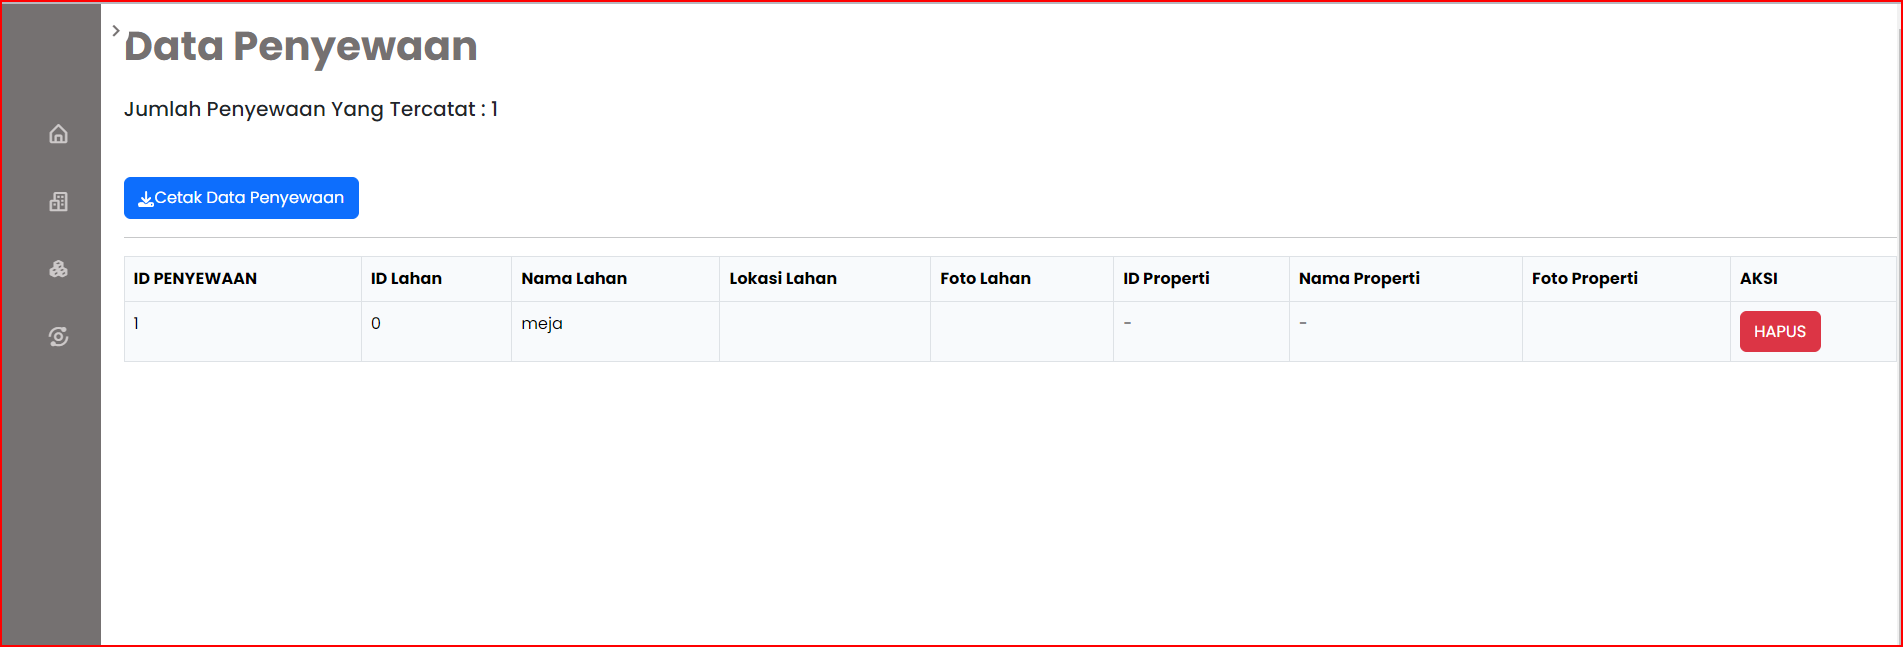 Data Penyewaan
Jumlah Penyewaan Yang Tercatat : 1
Cetak Data Penyewaan
ID PENYEWAAN ID Lahan Nama Lahan Lokasi Lahan Foto Lahan ID Properti Nama Properti Foto Properti AKSI
1 0 meja - - HAPUS